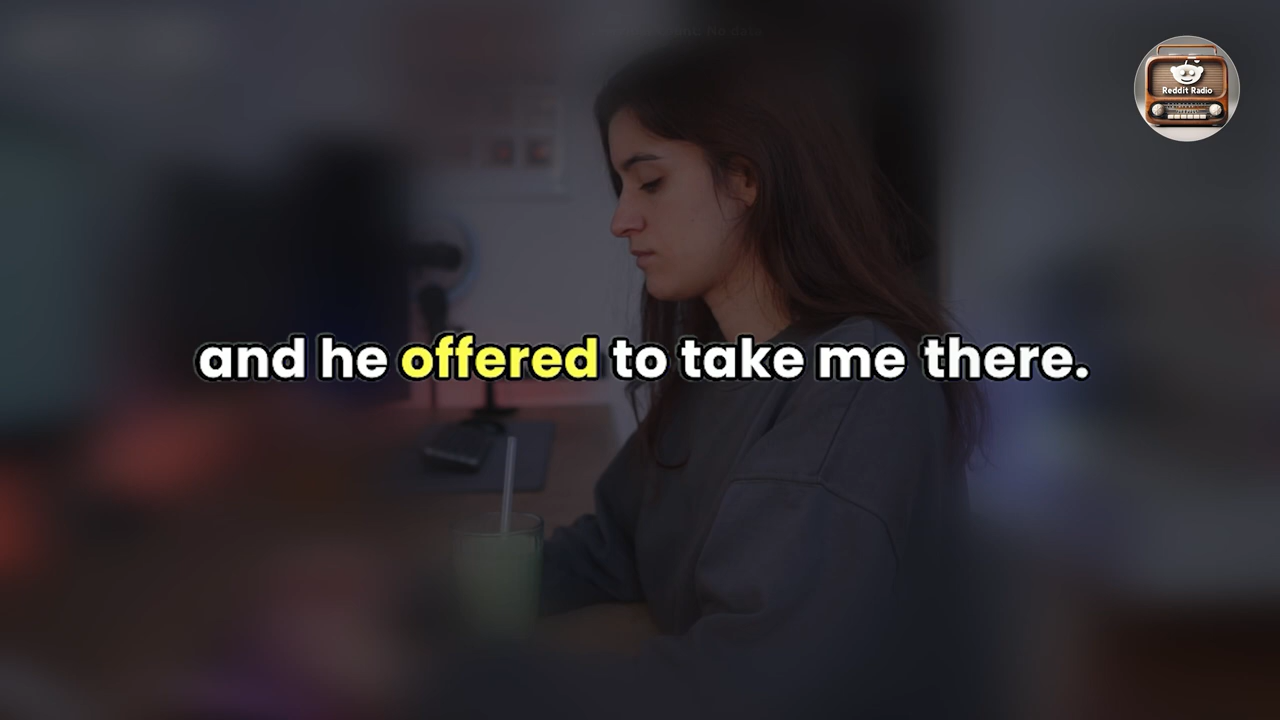 Reddit Radio
and he offered to take me there.